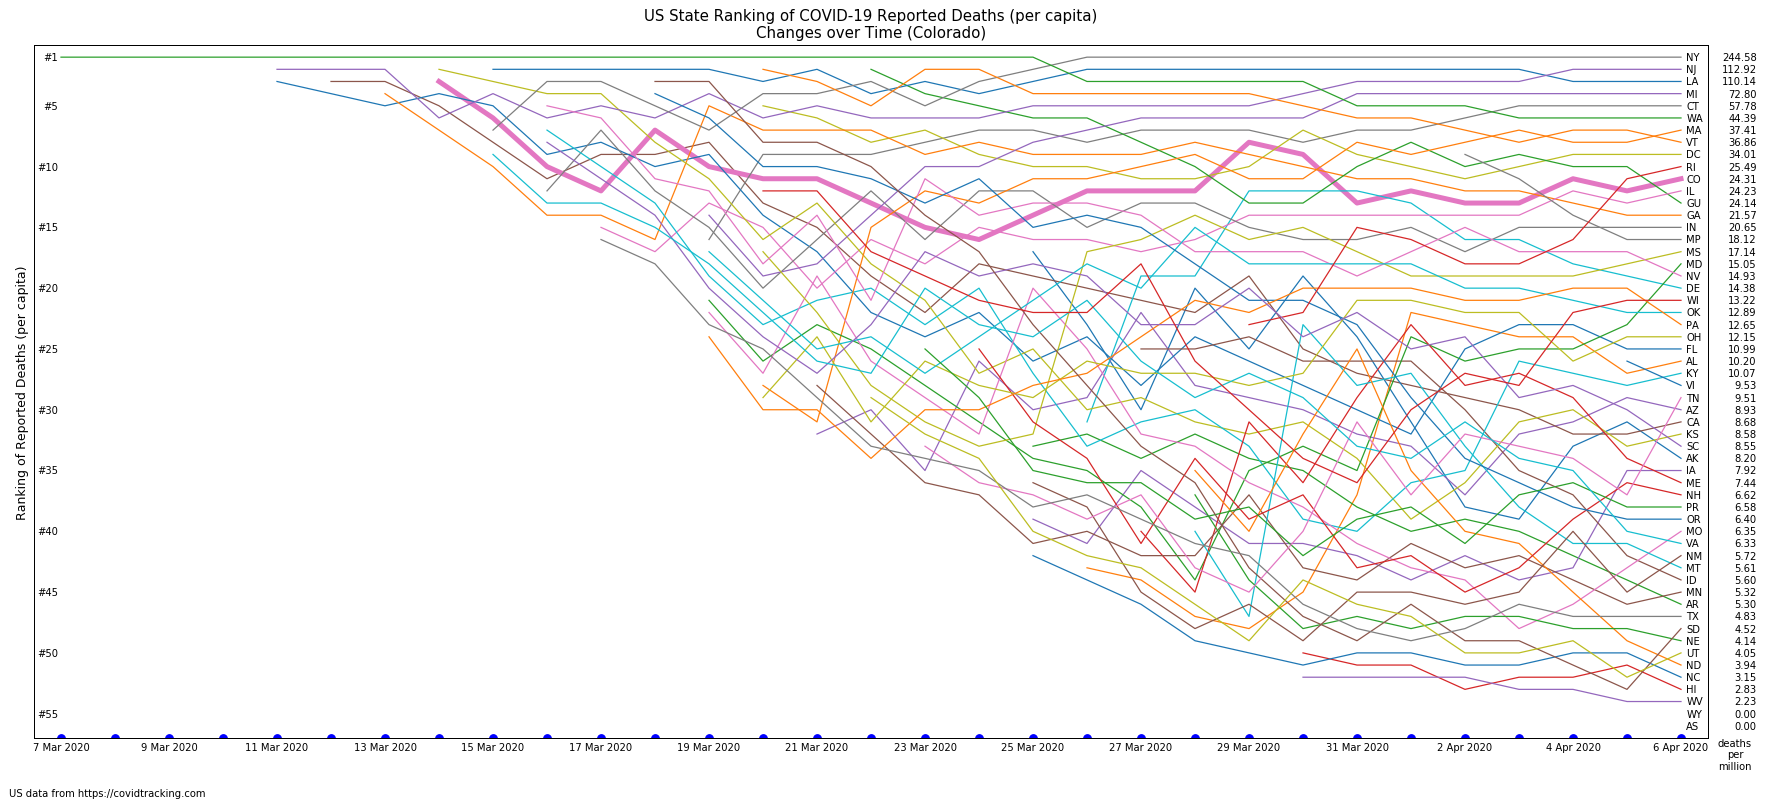 US State Ranking of COVID-19 Reported Deaths (per capita)
Changes over Time (Colorado)
Ranking of Reported Deaths (per capita)
#1
#5
#10
#15
#20
#25
#30
#35
#40
#45
#50
#55
NY 244.58
NJ 112.92
LA 110.14
MI 72.80
CT 57.78
WA 44.39
MA 37.41
VT 36.86
DC 34.01
RI 25.49
CO 24.31
IL 24.23
GU 24.14
GA 21.57
IN 20.65
MP 18.12
MS 17.14
MD 15.05
NV 14.93
DE 14.38
WI 13.22
OK 12.89
PA 12.65
OH 12.15
FL 10.99
AL 10.20
KY 10.07
VI 9.53
TN 9.51
AZ 8.93
CA 8.68
KS 8.58
SC 8.55
AK 8.20
IA 7.92
ME 7.44
NH 6.62
PR 6.58
OR 6.40
MO 6.35
VA 6.33
NM 5.72
MT 5.61
ID 5.60
MN 5.32
AR 5.30
TX 4.83
SD 4.52
NE 4.14
UT 4.05
ND 3.94
NC 3.15
HI 2.83
WV 2.23
WY 0.00
AS 0.00
7 Mar 2020 9 Mar 2020 11 Mar 2020 13 Mar 2020 15 Mar 2020 17 Mar 2020 19 Mar 2020 21 Mar 2020 23 Mar 2020 25 Mar 2020 27 Mar 2020 29 Mar 2020 31 Mar 2020 2 Apr 2020 4 Apr 2020 6 Apr 2020
deaths
per
million
US data from https://covidtracking.com